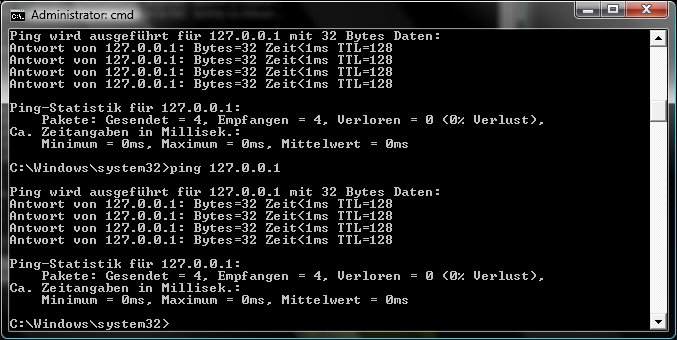 Administrator: cmd
Ping wird ausgeführt für 127.0.0.1 mit 32 Bytes Daten:
Antwort von 127.0.0.1: Bytes=32 Zeit<1ms TTL=128
Antwort von 127.0.0.1: Bytes=32 Zeit<1ms TTL=128
Antwort von 127.0.0.1: Bytes=32 Zeit<1ms TTL=128
Antwort von 127.0.0.1: Bytes=32 Zeit<1ms TTL=128
Ping-Statistik für 127.0.0.1:
Pakete: Gesendet = 4, Empfangen = 4, Verloren = 0 (0% Verlust),
Ca. Zeitangaben in Millisek.:
Minimum = 0ms, Maximum = 0ms, Mittelwert = 0ms
C:\Windows\system32>ping 127.0.0.1
Ping wird ausgeführt für 127.0.0.1 mit 32 Bytes Daten:
Antwort von 127.0.0.1: Bytes=32 Zeit<1ms TTL=128
Antwort von 127.0.0.1: Bytes=32 Zeit<1ms TTL=128
Antwort von 127.0.0.1: Bytes=32 Zeit<1ms TTL=128
Antwort von 127.0.0.1: Bytes=32 Zeit<1ms TTL=128
Ping-Statistik für 127.0.0.1:
Pakete: Gesendet = 4, Empfangen = 4, Verloren = 0 (0% Verlust),
Ca. Zeitangaben in Millisek.:
Minimum = 0ms, Maximum = 0ms, Mittelwert = 0ms
C:\Windows\system32>